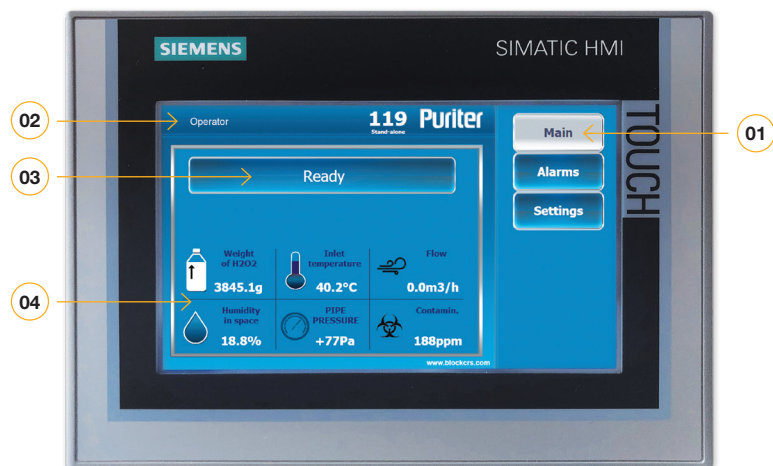 SIEMENS
SIMATIC HMI
TOUCH
02
Operator
119
Stand-alone
Puriter
Main
01
03
Ready
Alarms
Settings
Weight
of H2O2
3845.1g
Inlet
temperature
40.2°C
Flow
0.0m3/h
04
Humidity
in space
18.8%
PIPE
PRESSURE
+77Pa
Contamin.
188ppm
www.blockcrs.com